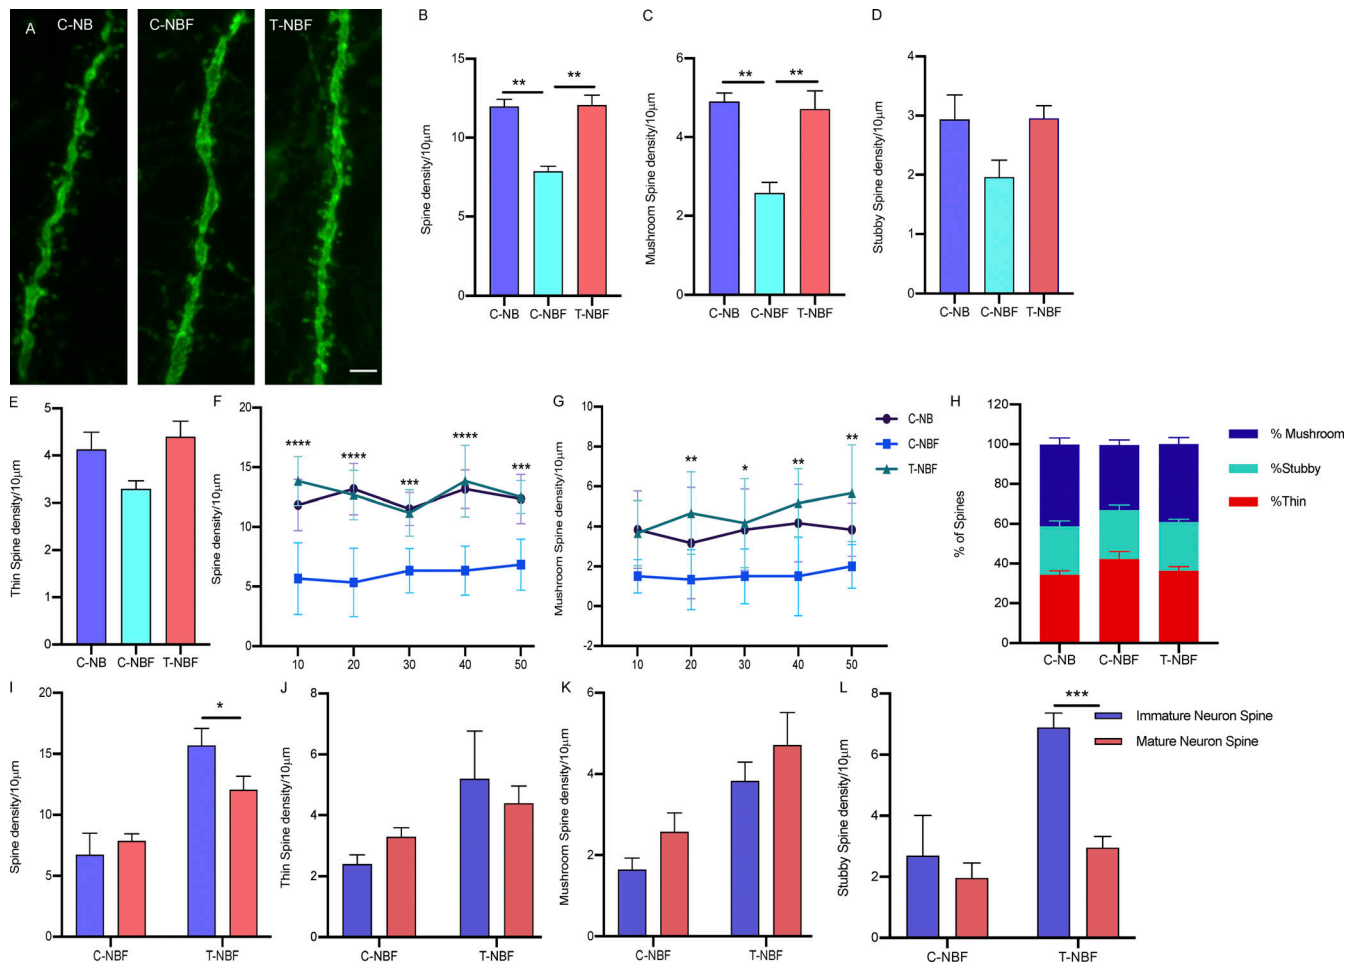 A C-NB C-NBF T-NBF
B
Spine density/10μm
15
10
5
0
** **
C-NB C-NBF T-NBF
C
Mushroom Spine density/10μm
6
4
2
0
** **
C-NB C-NBF T-NBF
D
Stubby Spine density/10μm
4
3
2
1
0
C-NB C-NBF T-NBF
E
Thin Spine density/10μm
5
4
3
2
1
0
C-NB C-NBF T-NBF
F
Spine density/10μm
20
15
10
5
0
**** **** *** **** ***
10 20 30 40 50
G
Mushroom Spine density/10μm
10
8
6
4
2
0
-2
** * ** **
10 20 30 40 50
C-NB
C-NBF
T-NBF
H
% of Spines
120
100
80
60
40
20
0
C-NB C-NBF T-NBF
% Mushroom
%Stubby
%Thin
I
Spine density/10μm
20
15
10
5
0
*
C-NBF T-NBF
J
Thin Spine density/10μm
8
6
4
2
0
C-NBF T-NBF
K
Mushroom Spine density/10μm
6
4
2
0
C-NBF T-NBF
L
Stubby Spine density/10μm
8
6
4
2
0
***
C-NBF T-NBF
Immature Neuron Spine
Mature Neuron Spine